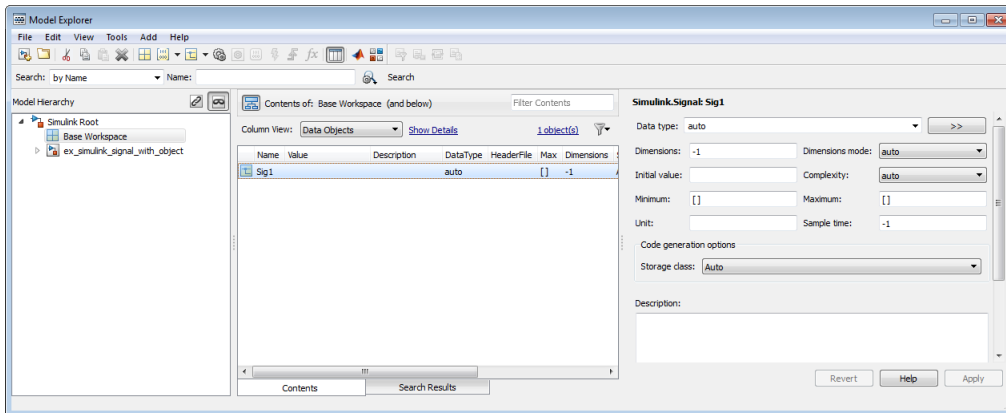 Model Explorer
File Edit View Tools Add Help
Search: by Name Name: Search
Model Hierarchy
Simulink Root
Base Workspace
ex_simulink_signal_with_object
Contents of: Base Workspace (and below) Filter Contents
Column View: Data Objects Show Details 1 object(s)
Name Value Description DataType HeaderFile Max Dimensions
Sig1 auto [] -1
Contents Search Results
Simulink.Signal: Sig1
Data type: auto >>
Dimensions: -1 Dimensions mode: auto
Initial value: Complexity: auto
Minimum: [] Maximum: []
Unit: Sample time: -1
Code generation options
Storage class: Auto
Description:
Revert Help Apply